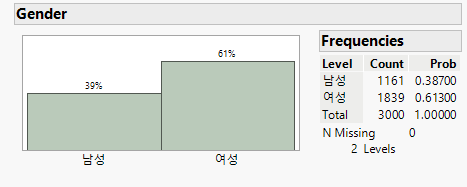 Gender
61%
39%
남성
여성
Frequencies
Level Count Prob
남성 1161 0.38700
여성 1839 0.61300
Total 3000 1.00000
N Missing 0
2 Levels